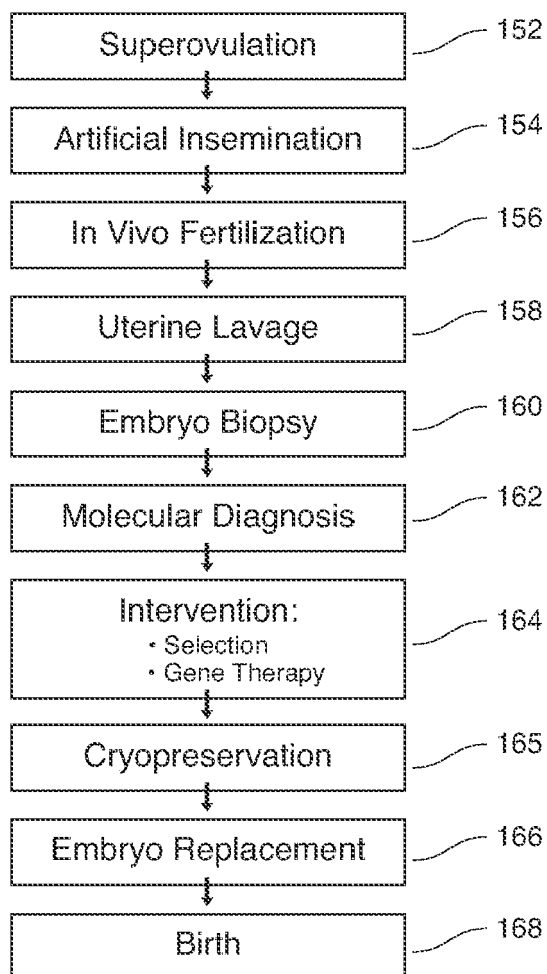 Superovulation 152
Artificial Insemination 154
In Vivo Fertilization 156
Uterine Lavage 158
Embryo Biopsy 160
Molecular Diagnosis 162
Intervention:
• Selection
• Gene Therapy
164
Cryopreservation 165
Embryo Replacement 166
Birth 168